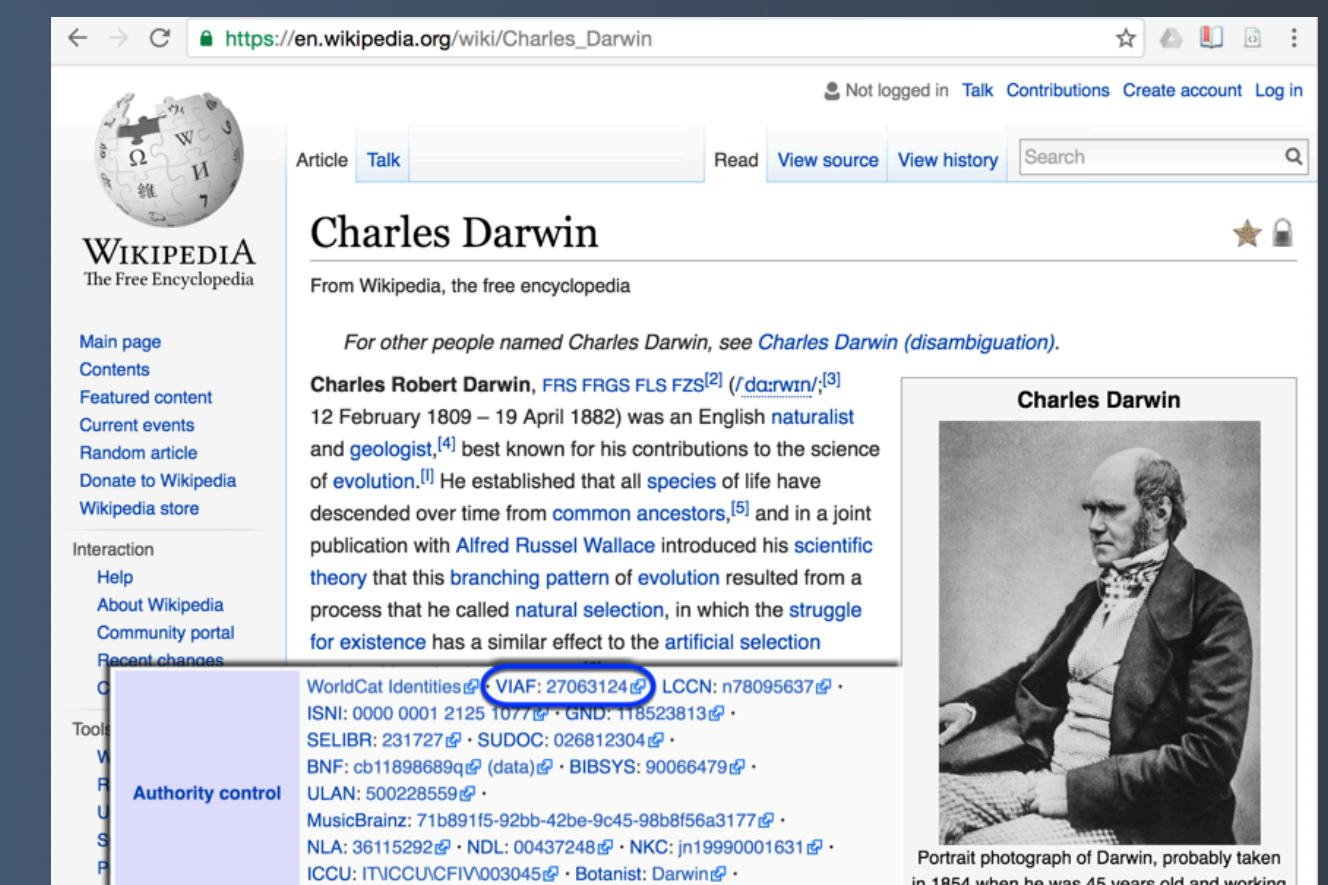 https://en.wikipedia.org/wiki/Charles_Darwin
Not logged in Talk Contributions Create account Log in
Article Talk Read View source View history Search
WIKIPEDIA
The Free Encyclopedia
Main page
Contents
Featured content
Current events
Random article
Donate to Wikipedia
Wikipedia store
Interaction
Help
About Wikipedia
Community portal
Recent changes
C
Tools
W
R
U
S
P
Charles Darwin
From Wikipedia, the free encyclopedia
For other people named Charles Darwin, see Charles Darwin (disambiguation).
Charles Robert Darwin, FRS FRGS FLS FZS[2] (/ˈdɑːrwɪn/;[3]
12 February 1809 – 19 April 1882) was an English naturalist
and geologist,[4] best known for his contributions to the science
of evolution.[I] He established that all species of life have
descended over time from common ancestors,[5] and in a joint
publication with Alfred Russel Wallace introduced his scientific
theory that this branching pattern of evolution resulted from a
process that he called natural selection, in which the struggle
for existence has a similar effect to the artificial selection
Charles Darwin
Portrait photograph of Darwin, probably taken
in 1854 when he was 45 years old and working
Authority control
WorldCat Identities · VIAF: 27063124 LCCN: n78095637 ·
ISNI: 0000 0001 2125 1077 · GND: 118523813 ·
SELIBR: 231727 · SUDOC: 026812304 ·
BNF: cb11898689q (data) · BIBSYS: 90066479 ·
ULAN: 500228559 ·
MusicBrainz: 71b891f5-92bb-42be-9c45-98b8f56a3177 ·
NLA: 36115292 · NDL: 00437248 · NKC: jn19990001631 ·
ICCU: IT\ICCU\CFIV\003045 · Botanist: Darwin ·